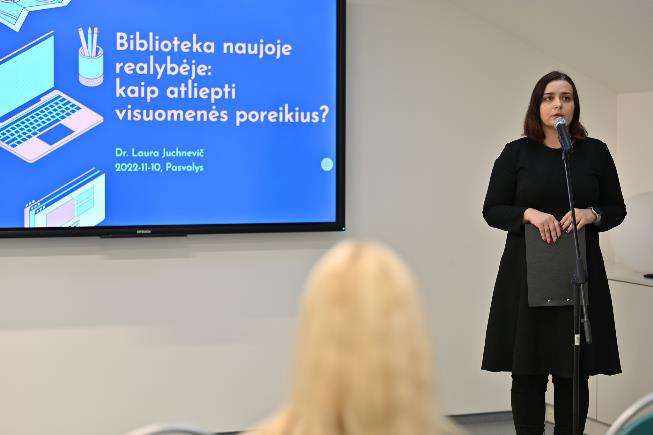 Biblioteka naujoje
realybėje:
kaip atliepti
visuomenės poreikius?
Dr. Laura Juchnevič
2022-11-10, Pasvalys